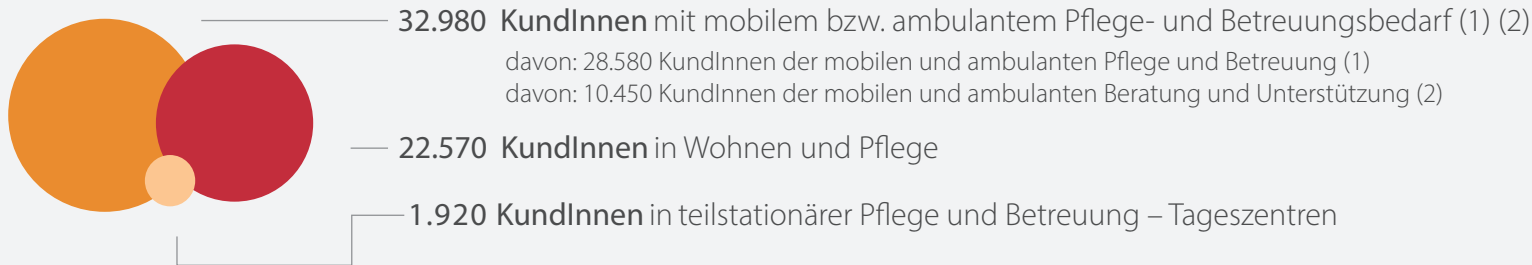 32.980 KundInnen mit mobilem bzw. ambulantem Pflege- und Betreuungsbedarf (1) (2)
davon: 28.580 KundInnen der mobilen und ambulanten Pflege und Betreuung (1)
davon: 10.450 KundInnen der mobilen und ambulanten Beratung und Unterstützung (2)
22.570 KundInnen in Wohnen und Pflege
1.920 KundInnen in teilstationärer Pflege und Betreuung – Tageszentren